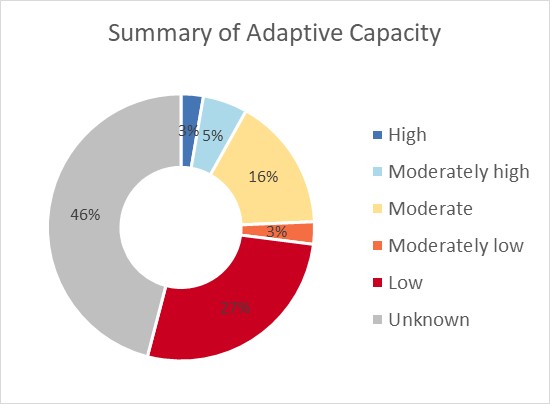 Summary of Adaptive Capacity
3%
5%
16%
3%
27%
46%
High
Moderately high
Moderate
Moderately low
Low
Unknown